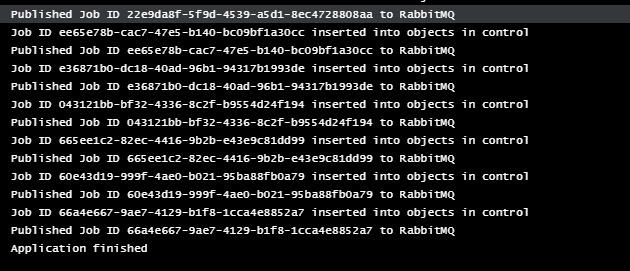 Published Job ID 22e9da8f-5f9d-4539-a5d1-8ec4728808aa to RabbitMQ
Job ID ee65e78b-cac7-47e5-b140-bc09bf1a30cc inserted into objects in control
Published Job ID ee65e78b-cac7-47e5-b140-bc09bf1a30cc to RabbitMQ
Job ID e36871b0-dc18-40ad-96b1-94317b1993de inserted into objects in control
Published Job ID e36871b0-dc18-40ad-96b1-94317b1993de to RabbitMQ
Job ID 043121bb-bf32-4336-8c2f-b9554d24f194 inserted into objects in control
Published Job ID 043121bb-bf32-4336-8c2f-b9554d24f194 to RabbitMQ
Job ID 665ee1c2-82ec-4416-9b2b-e43e9c81dd99 inserted into objects in control
Published Job ID 665ee1c2-82ec-4416-9b2b-e43e9c81dd99 to RabbitMQ
Job ID 60e43d19-999f-4ae0-b021-95ba88fb0a79 inserted into objects in control
Published Job ID 60e43d19-999f-4ae0-b021-95ba88fb0a79 to RabbitMQ
Job ID 66a4e667-9ae7-4129-b1f8-1cca4e8852a7 inserted into objects in control
Published Job ID 66a4e667-9ae7-4129-b1f8-1cca4e8852a7 to RabbitMQ
Application finished